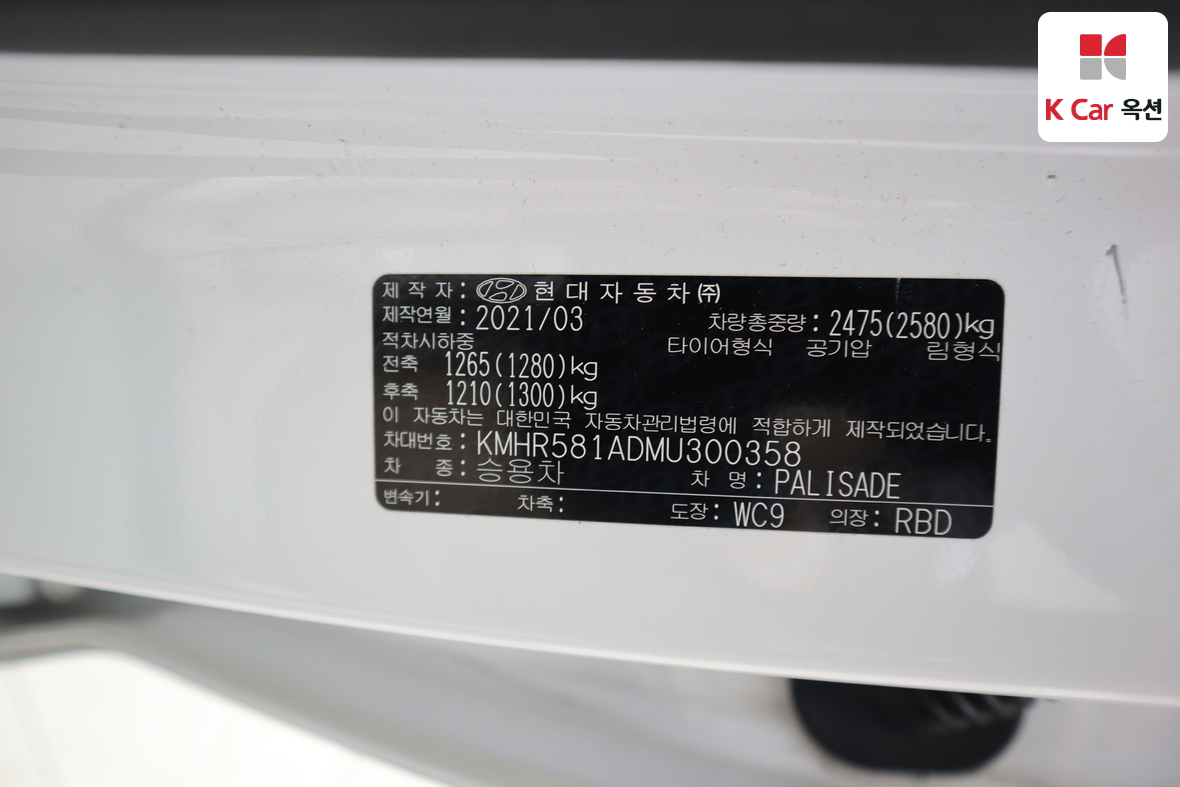 K Car 옥션
제 작 자 : 현 대 자 동 차 ㈜
제작연월 : 2021/03 차량총중량 : 2475(2580)kg
적차시하중 타이어형식 공기압 림형식
전축 1265(1280)kg
후축 1210(1300)kg
이 자동차는 대한민국 자동차관리법령에 적합하게 제작되었습니다.
차대번호 : KMHR581ADMU300358
차 종 : 승용차 차 명 : PALISADE
변속기 : 차축 : 도장 : WC9 의장 : RBD